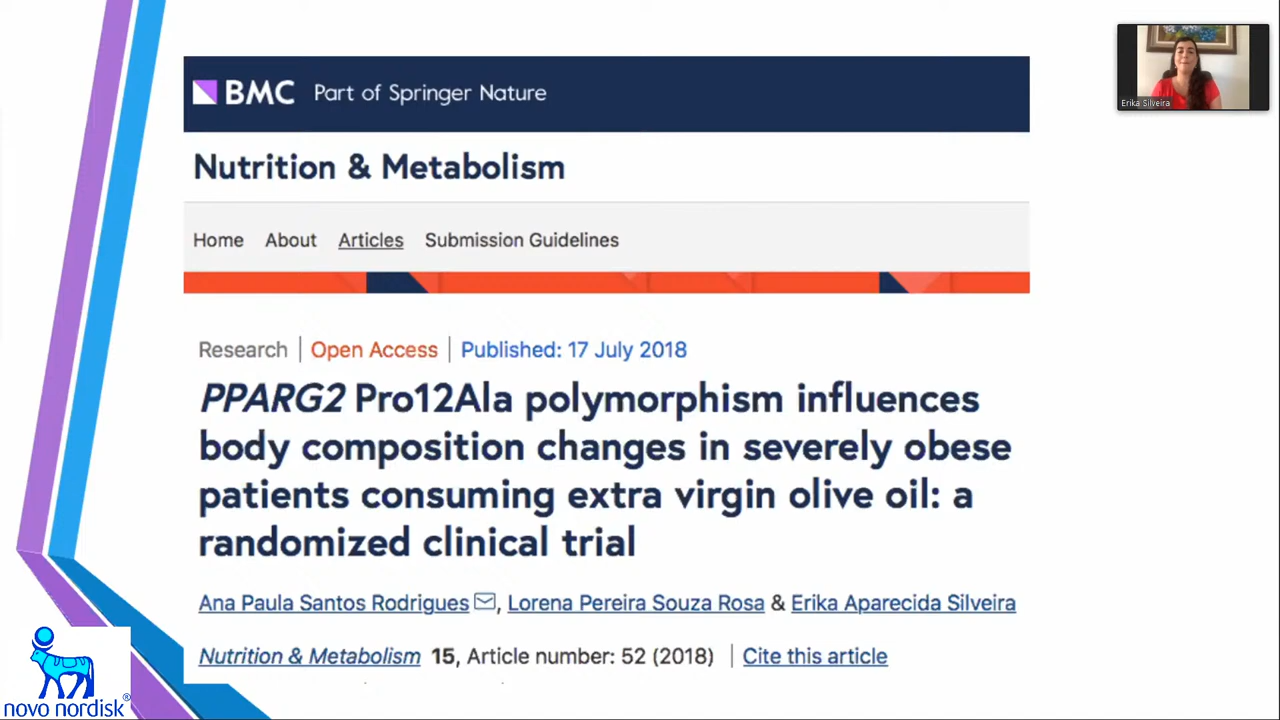 BMC Part of Springer Nature
Erika Silveira
Nutrition & Metabolism
Home About Articles Submission Guidelines
Research | Open Access | Published: 17 July 2018
PPARG2 Pro12Ala polymorphism influences
body composition changes in severely obese
patients consuming extra virgin olive oil: a
randomized clinical trial
Ana Paula Santos Rodrigues, Lorena Pereira Souza Rosa & Erika Aparecida Silveira
Nutrition & Metabolism 15, Article number: 52 (2018) | Cite this article
novo nordisk®